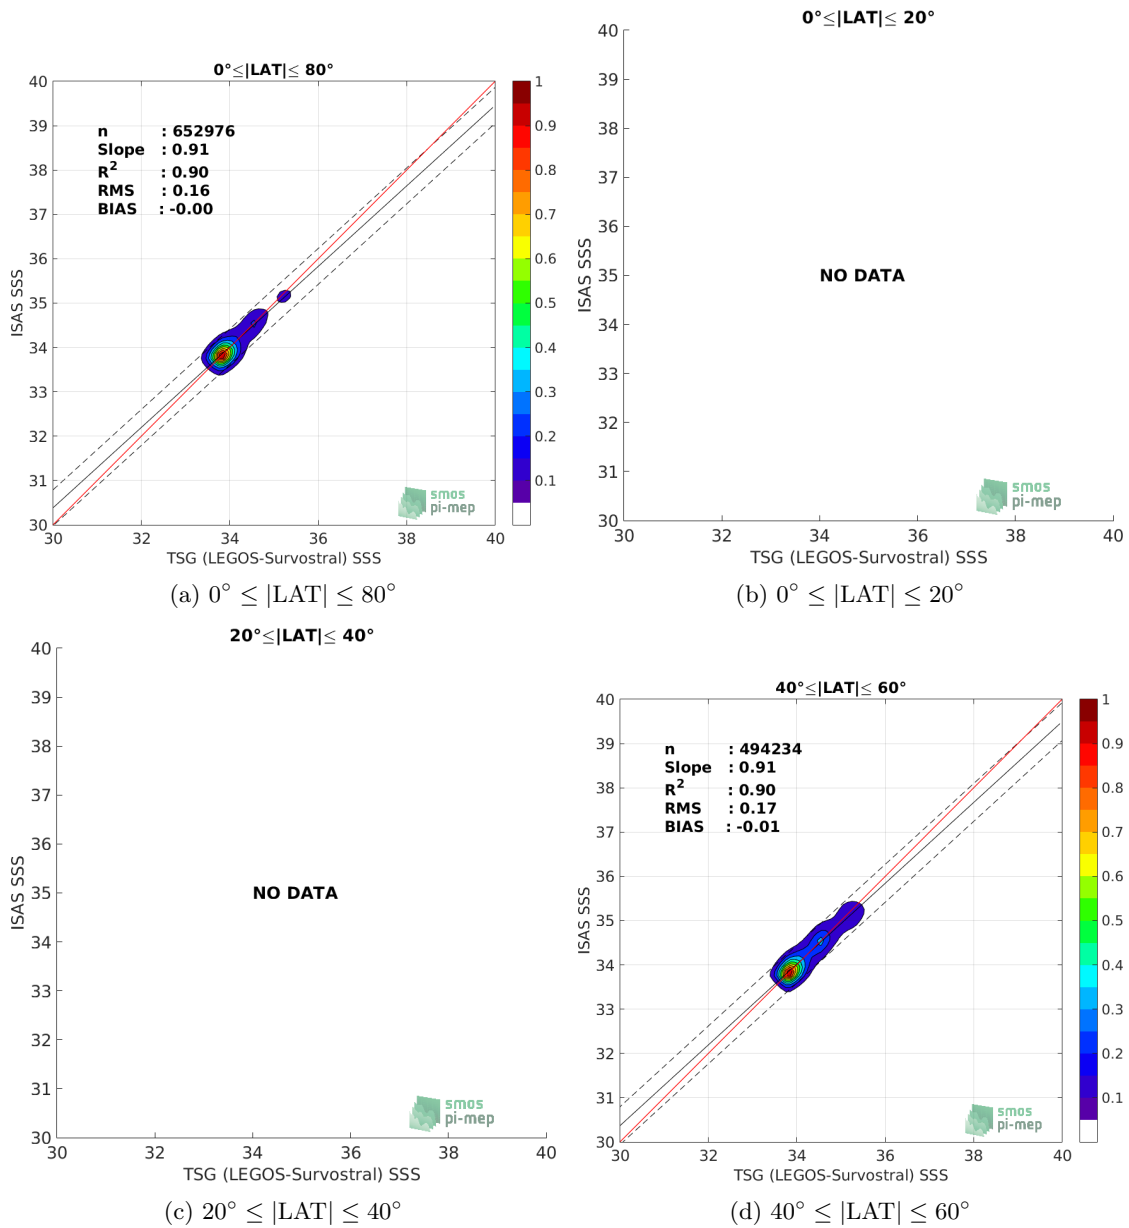 0°≤|LAT|≤ 80°
40
39
38
37
36
35
34
33
32
31
30
ISAS SSS
n : 652976
Slope : 0.91
R² : 0.90
RMS : 0.16
BIAS : -0.00
smos
pi-mep
30 32 34 36 38 40
TSG (LEGOS-Survostral) SSS
1
0.9
0.8
0.7
0.6
0.5
0.4
0.3
0.2
0.1
(a) 0° ≤ |LAT| ≤ 80°
0°≤|LAT|≤ 20°
40
39
38
37
36
35
34
33
32
31
30
ISAS SSS
NO DATA
smos
pi-mep
30 32 34 36 38 40
TSG (LEGOS-Survostral) SSS
(b) 0° ≤ |LAT| ≤ 20°
20°≤|LAT|≤ 40°
40
39
38
37
36
35
34
33
32
31
30
ISAS SSS
NO DATA
smos
pi-mep
30 32 34 36 38 40
TSG (LEGOS-Survostral) SSS
(c) 20° ≤ |LAT| ≤ 40°
40°≤|LAT|≤ 60°
40
39
38
37
36
35
34
33
32
31
30
ISAS SSS
n : 494234
Slope : 0.91
R² : 0.90
RMS : 0.17
BIAS : -0.01
smos
pi-mep
30 32 34 36 38 40
TSG (LEGOS-Survostral) SSS
1
0.9
0.8
0.7
0.6
0.5
0.4
0.3
0.2
0.1
(d) 40° ≤ |LAT| ≤ 60°